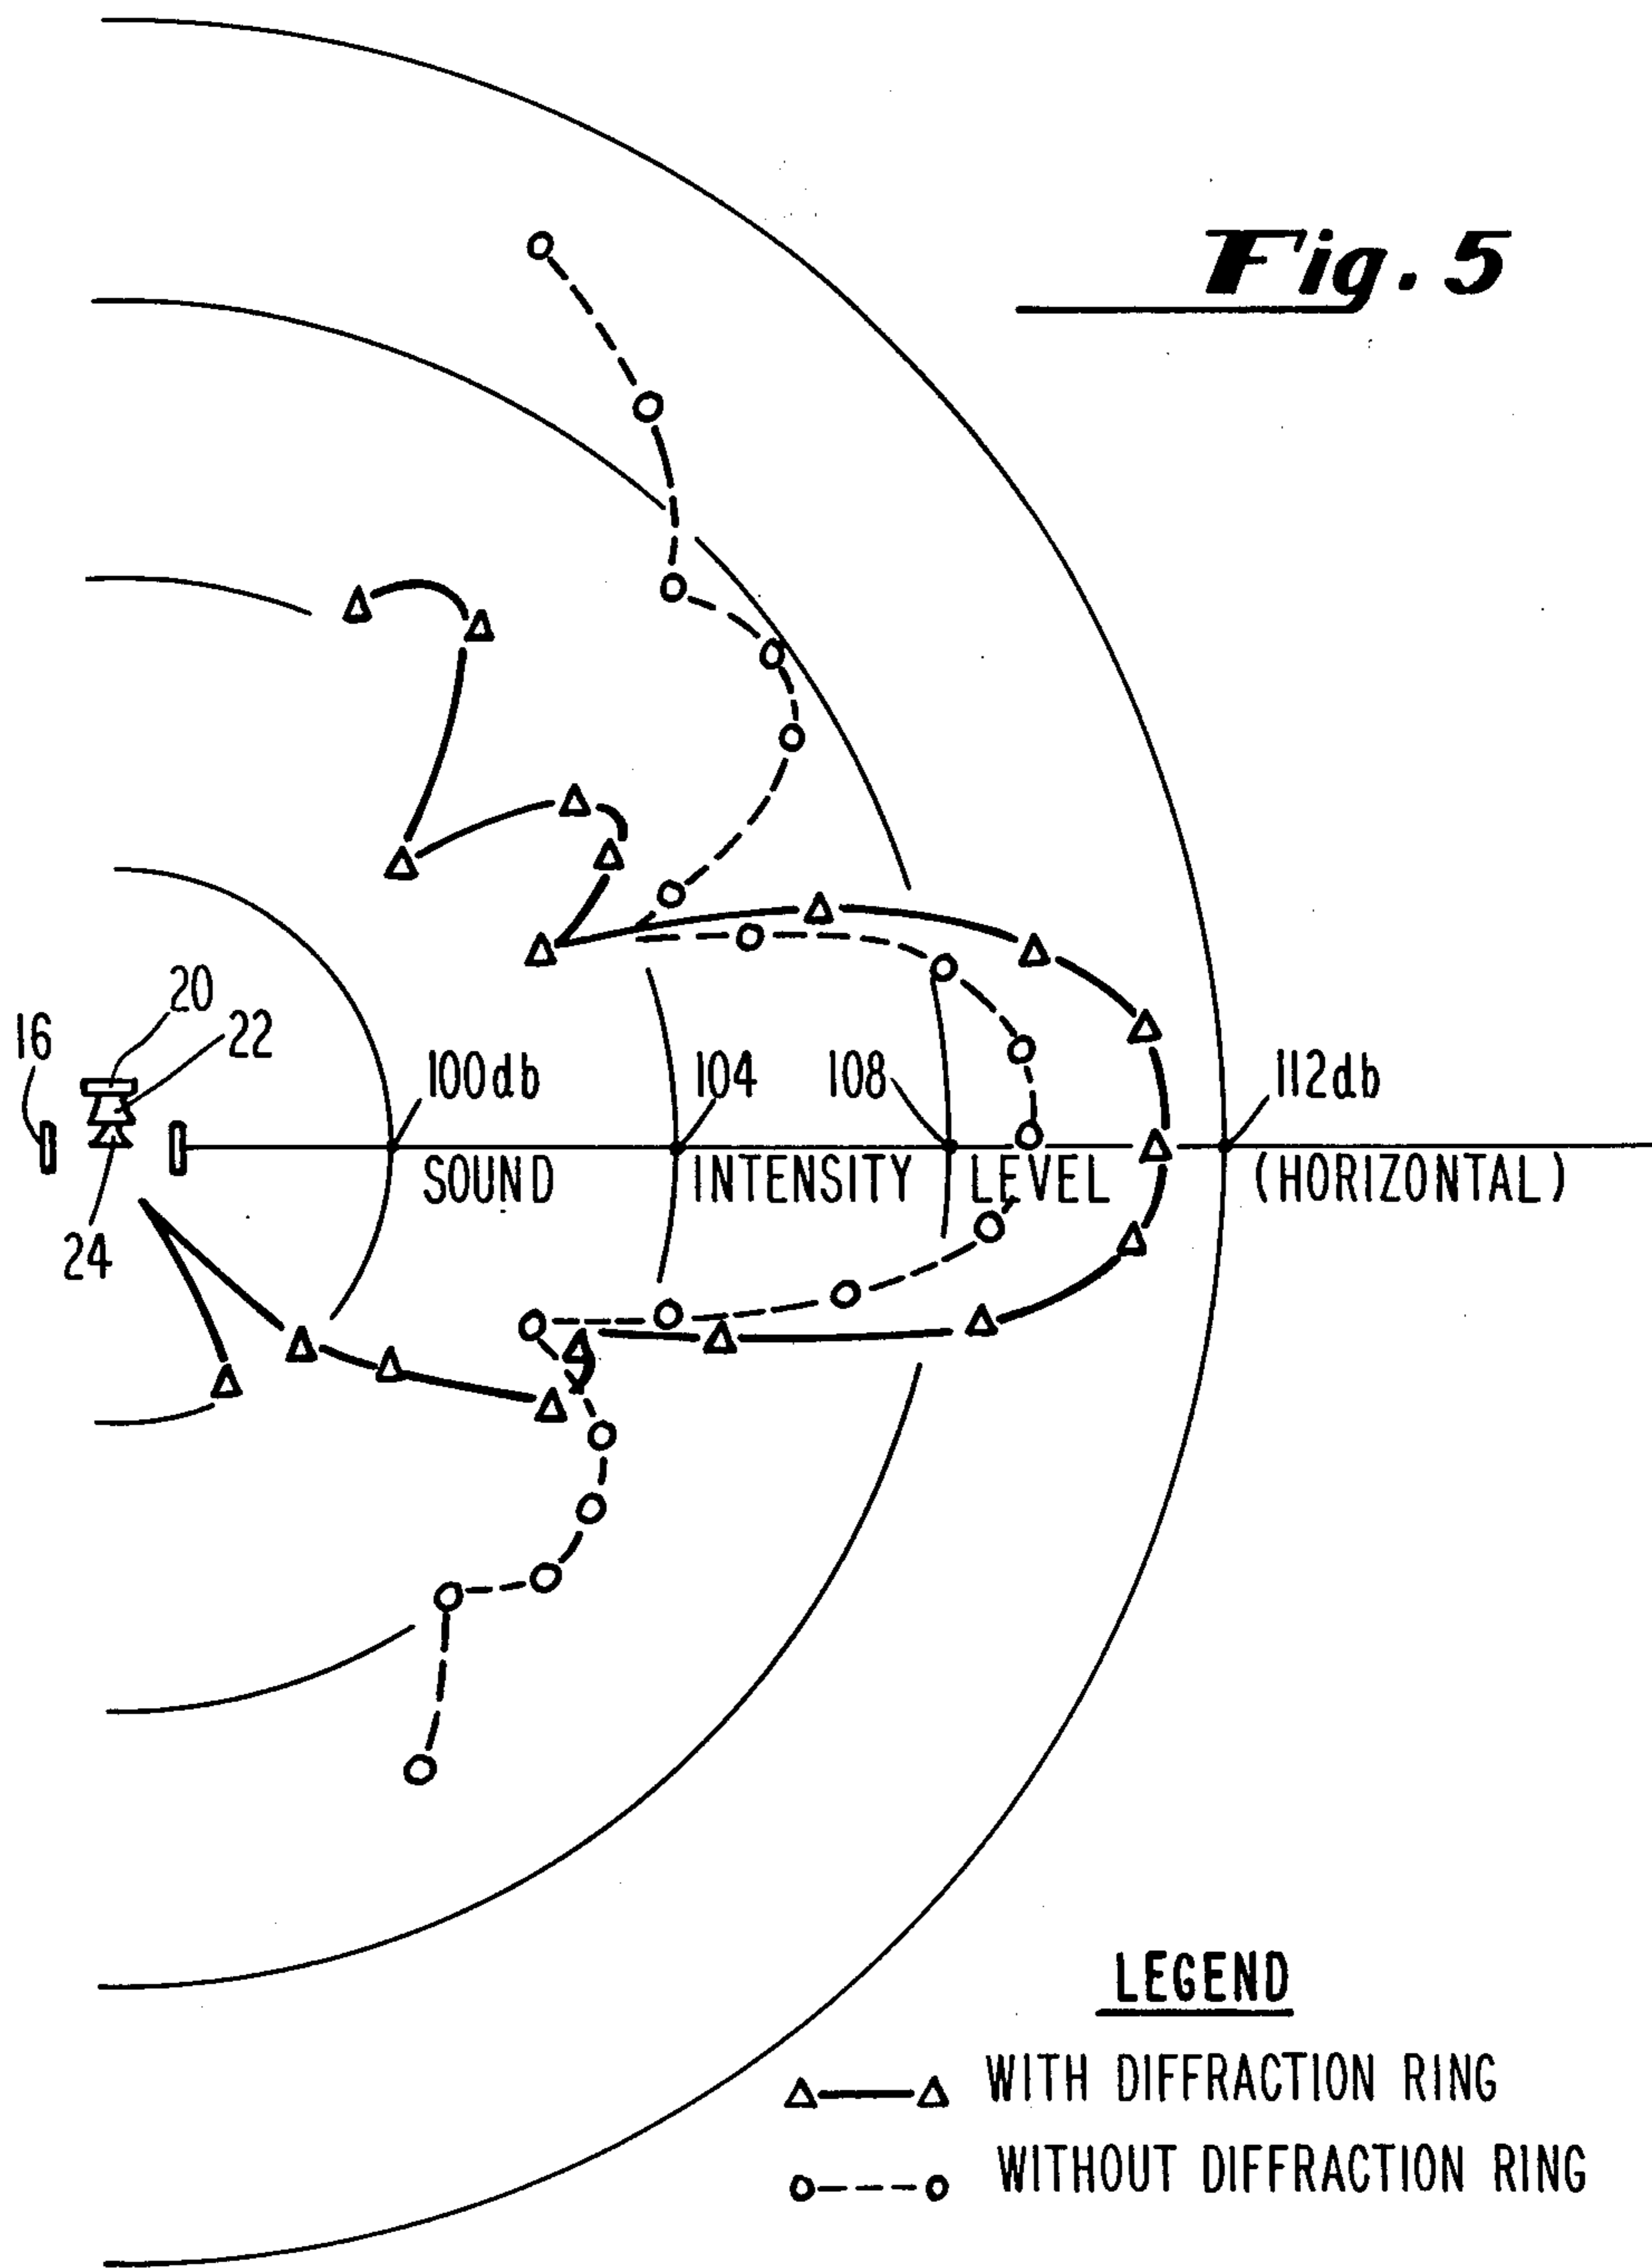 Fig. 5
20
16
22
100db
104
108
112db
SOUND INTENSITY LEVEL (HORIZONTAL)
24
LEGEND
WITH DIFFRACTION RING
WITHOUT DIFFRACTION RING